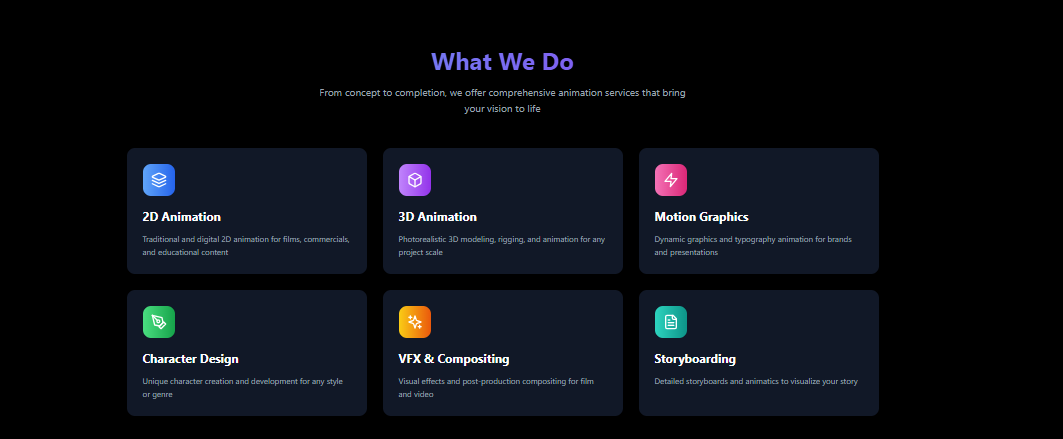 What We Do
From concept to completion, we offer comprehensive animation services that bring
your vision to life
2D Animation
Traditional and digital 2D animation for films, commercials,
and educational content
3D Animation
Photorealistic 3D modeling, rigging, and animation for any
project scale
Motion Graphics
Dynamic graphics and typography animation for brands
and presentations
Character Design
Unique character creation and development for any style
or genre
VFX & Compositing
Visual effects and post-production compositing for film
and video
Storyboarding
Detailed storyboards and animatics to visualize your story